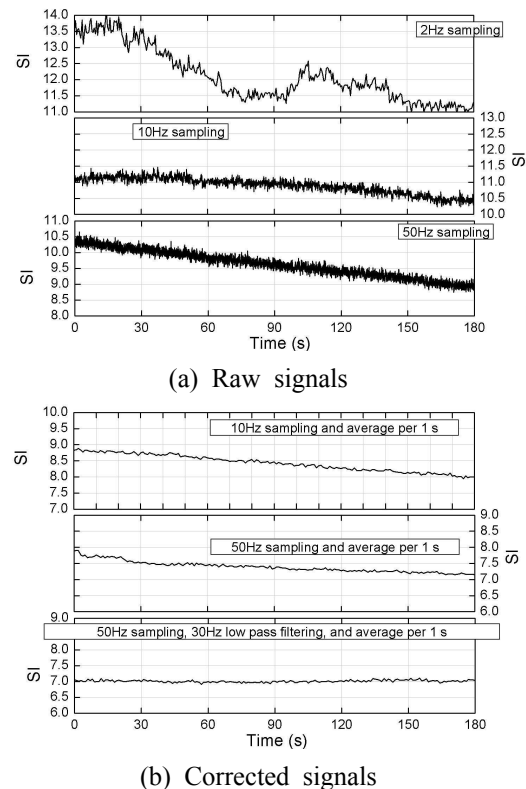 14.0
13.5
13.0
12.5
12.0
11.5
11.0
SI
2Hz sampling
13.0
12.5
12.0
11.5
11.0
10.5
10.0
SI
10Hz sampling
11.0
10.5
10.0
9.5
9.0
8.5
8.0
SI
50Hz sampling
0 30 60 90 120 150 180
Time (s)
(a) Raw signals
10.0
9.5
9.0
8.5
8.0
7.5
7.0
SI
10Hz sampling and average per 1 s
9.0
8.5
8.0
7.5
7.0
6.5
6.0
SI
50Hz sampling and average per 1 s
9.0
50Hz sampling, 30Hz low pass filtering, and average per 1 s
8.0
7.5
7.0
6.5
6.0
SI
0 30 60 90 120 150 180
Time (s)
(b) Corrected signals